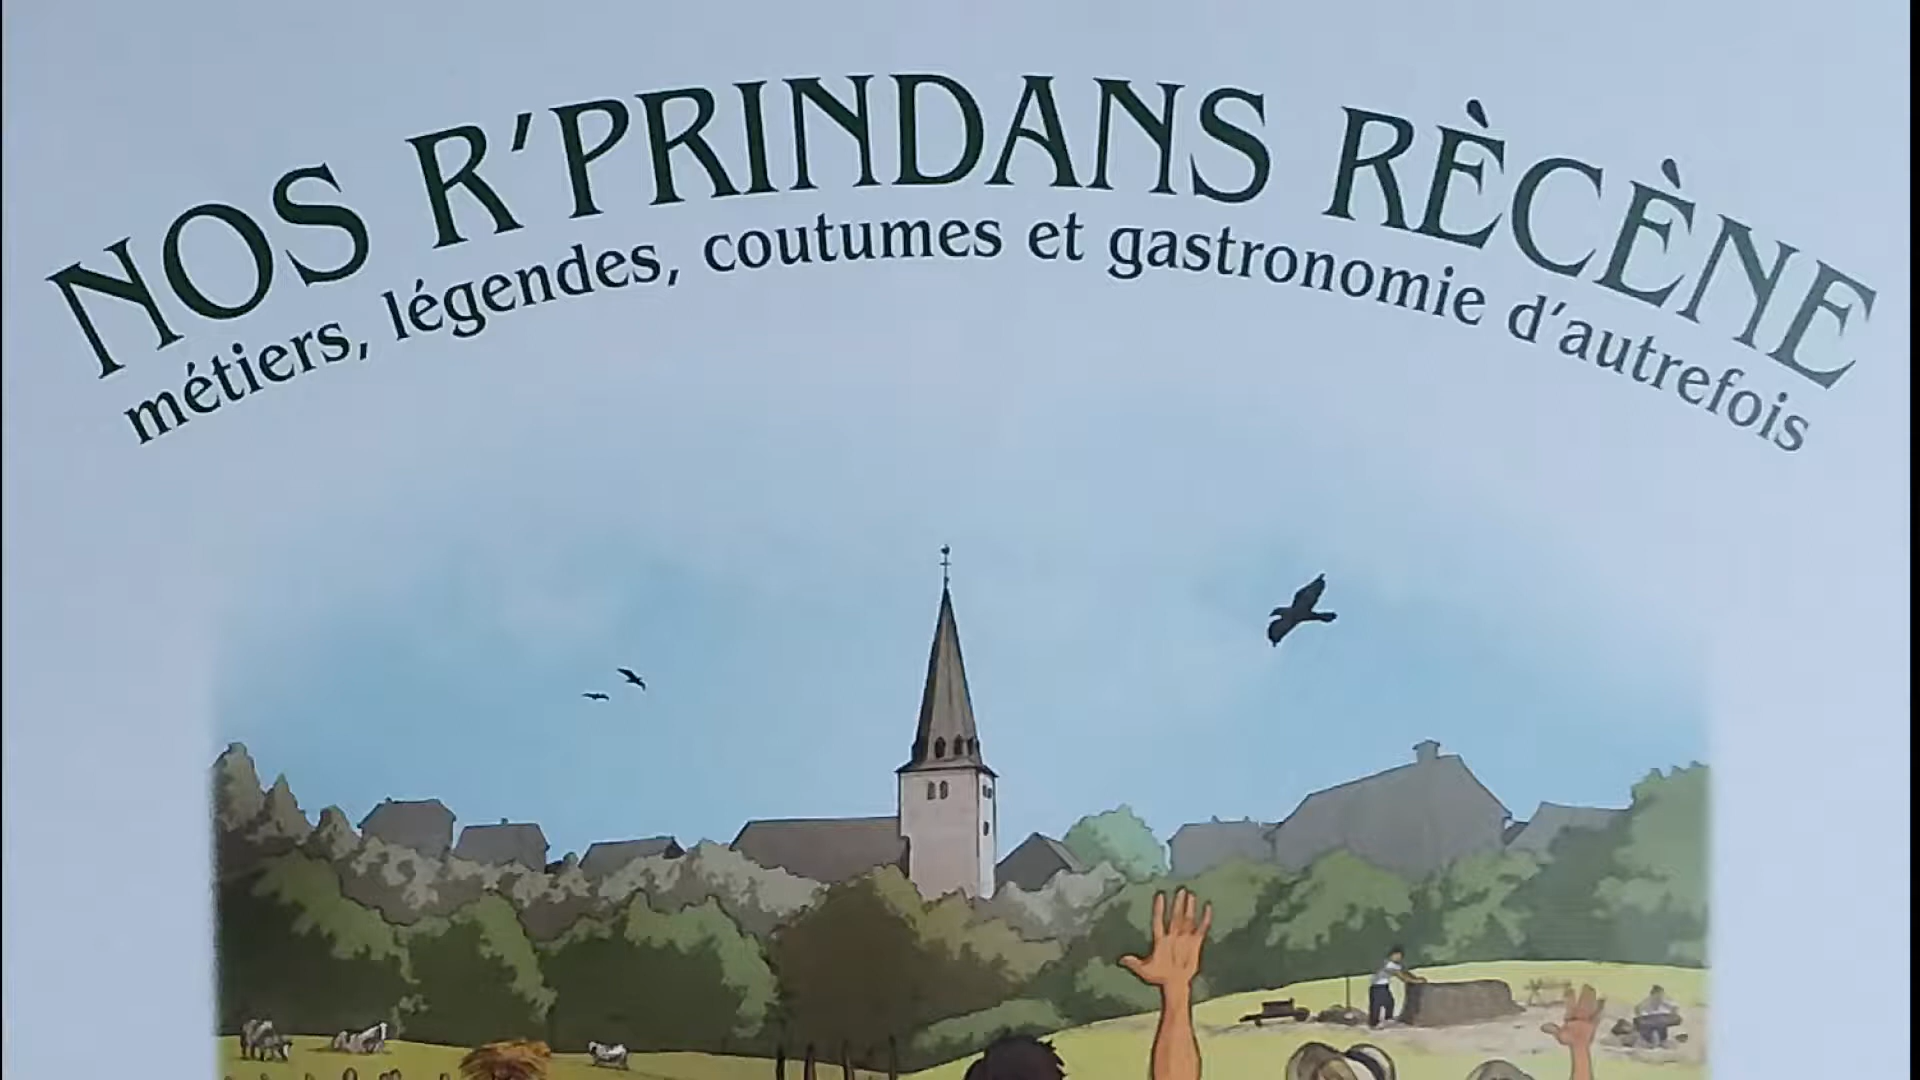 NOS R'PRINDANS RÈCÈNE
métiers, légendes, coutumes et gastronomie d'autrefois